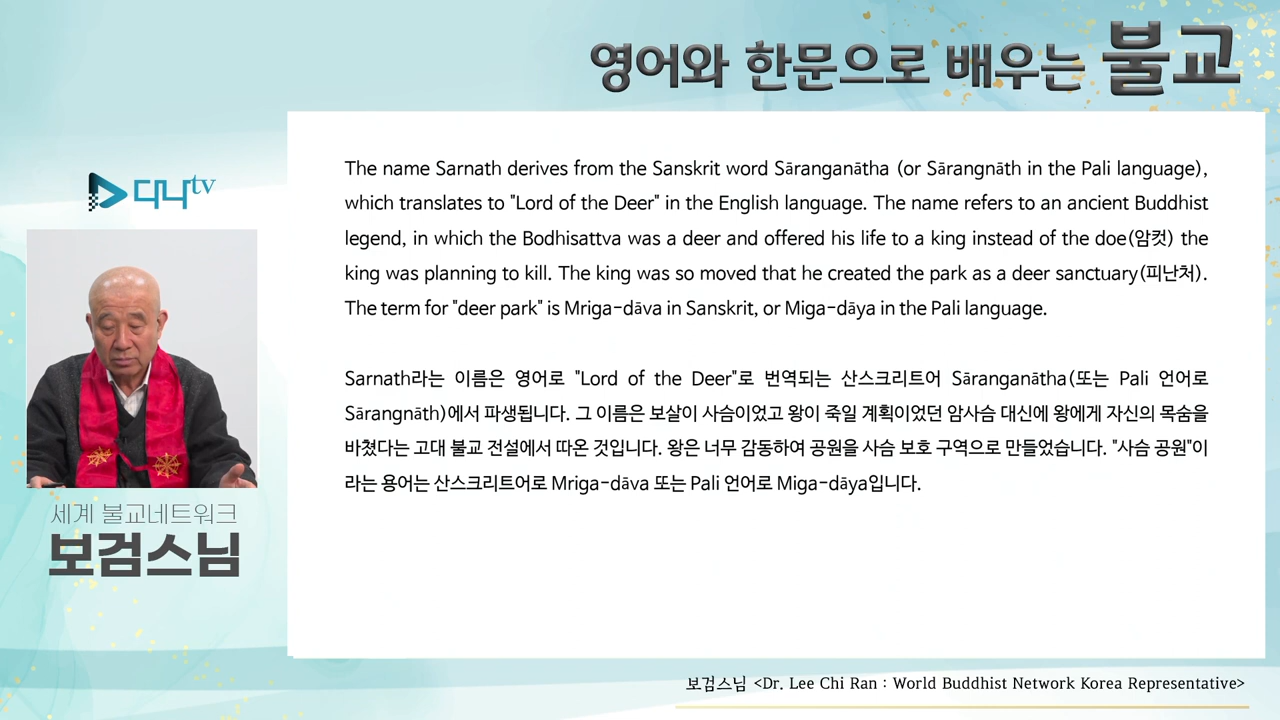 영어와 한문으로 배우는 불교
디나tv
The name Sarnath derives from the Sanskrit word Sāranganātha (or Sārangnāth in the Pali language),
which translates to "Lord of the Deer" in the English language. The name refers to an ancient Buddhist
legend, in which the Bodhisattva was a deer and offered his life to a king instead of the doe(암컷) the
king was planning to kill. The king was so moved that he created the park as a deer sanctuary(피난처).
The term for "deer park" is Mriga-dāva in Sanskrit, or Miga-dāya in the Pali language.
Sarnath라는 이름은 영어로 "Lord of the Deer"로 번역되는 산스크리트어 Sāranganātha(또는 Pali 언어로
Sārangnāth)에서 파생됩니다. 그 이름은 보살이 사슴이었고 왕이 죽일 계획이었던 암사슴 대신에 왕에게 자신의 목숨을
바쳤다는 고대 불교 전설에서 따온 것입니다. 왕은 너무 감동하여 공원을 사슴 보호 구역으로 만들었습니다. "사슴 공원"이
라는 용어는 산스크리트어로 Mriga-dāva 또는 Pali 언어로 Miga-dāya입니다.
세계 불교네트워크
보검스님
보검스님 <Dr. Lee Chi Ran : World Buddhist Network Korea Representative>